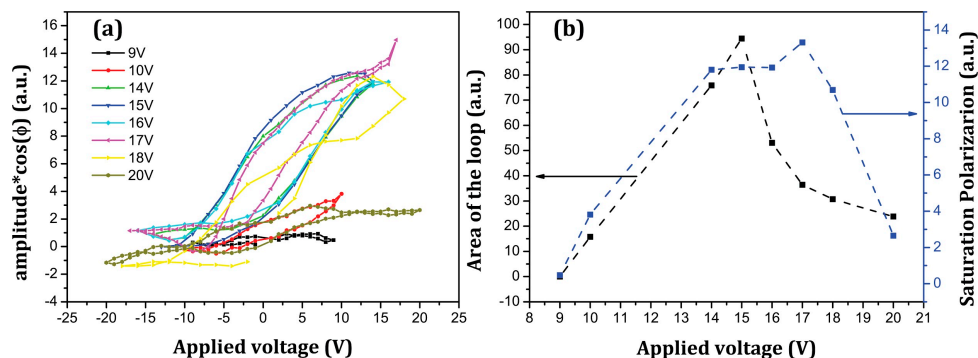 (a)
9V
10V
14V
15V
16V
17V
18V
20V
amplitude*cos(ϕ) (a.u.)
16
14
12
10
8
6
4
2
0
-2
-4
-25 -20 -15 -10 -5 0 5 10 15 20 25
Applied voltage (V)
(b)
Area of the loop (a.u.)
100
90
80
70
60
50
40
30
20
10
0
-10
8 9 10 11 12 13 14 15 16 17 18 19 20 21
Applied voltage (V)
14
12
10
8
6
4
2
0
Saturation Polarizarion (a.u.)